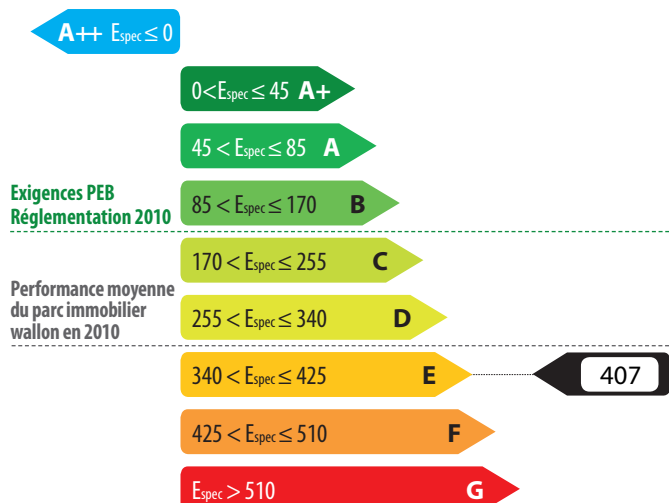 A++ Espec ≤ 0
0 < Espec ≤ 45 A+
45 < Espec ≤ 85 A
Exigences PEB
Réglementation 2010
85 < Espec ≤ 170 B
170 < Espec ≤ 255 C
Performance moyenne
du parc immobilier
wallon en 2010
255 < Espec ≤ 340 D
340 < Espec ≤ 425 E
407
425 < Espec ≤ 510 F
Espec > 510 G